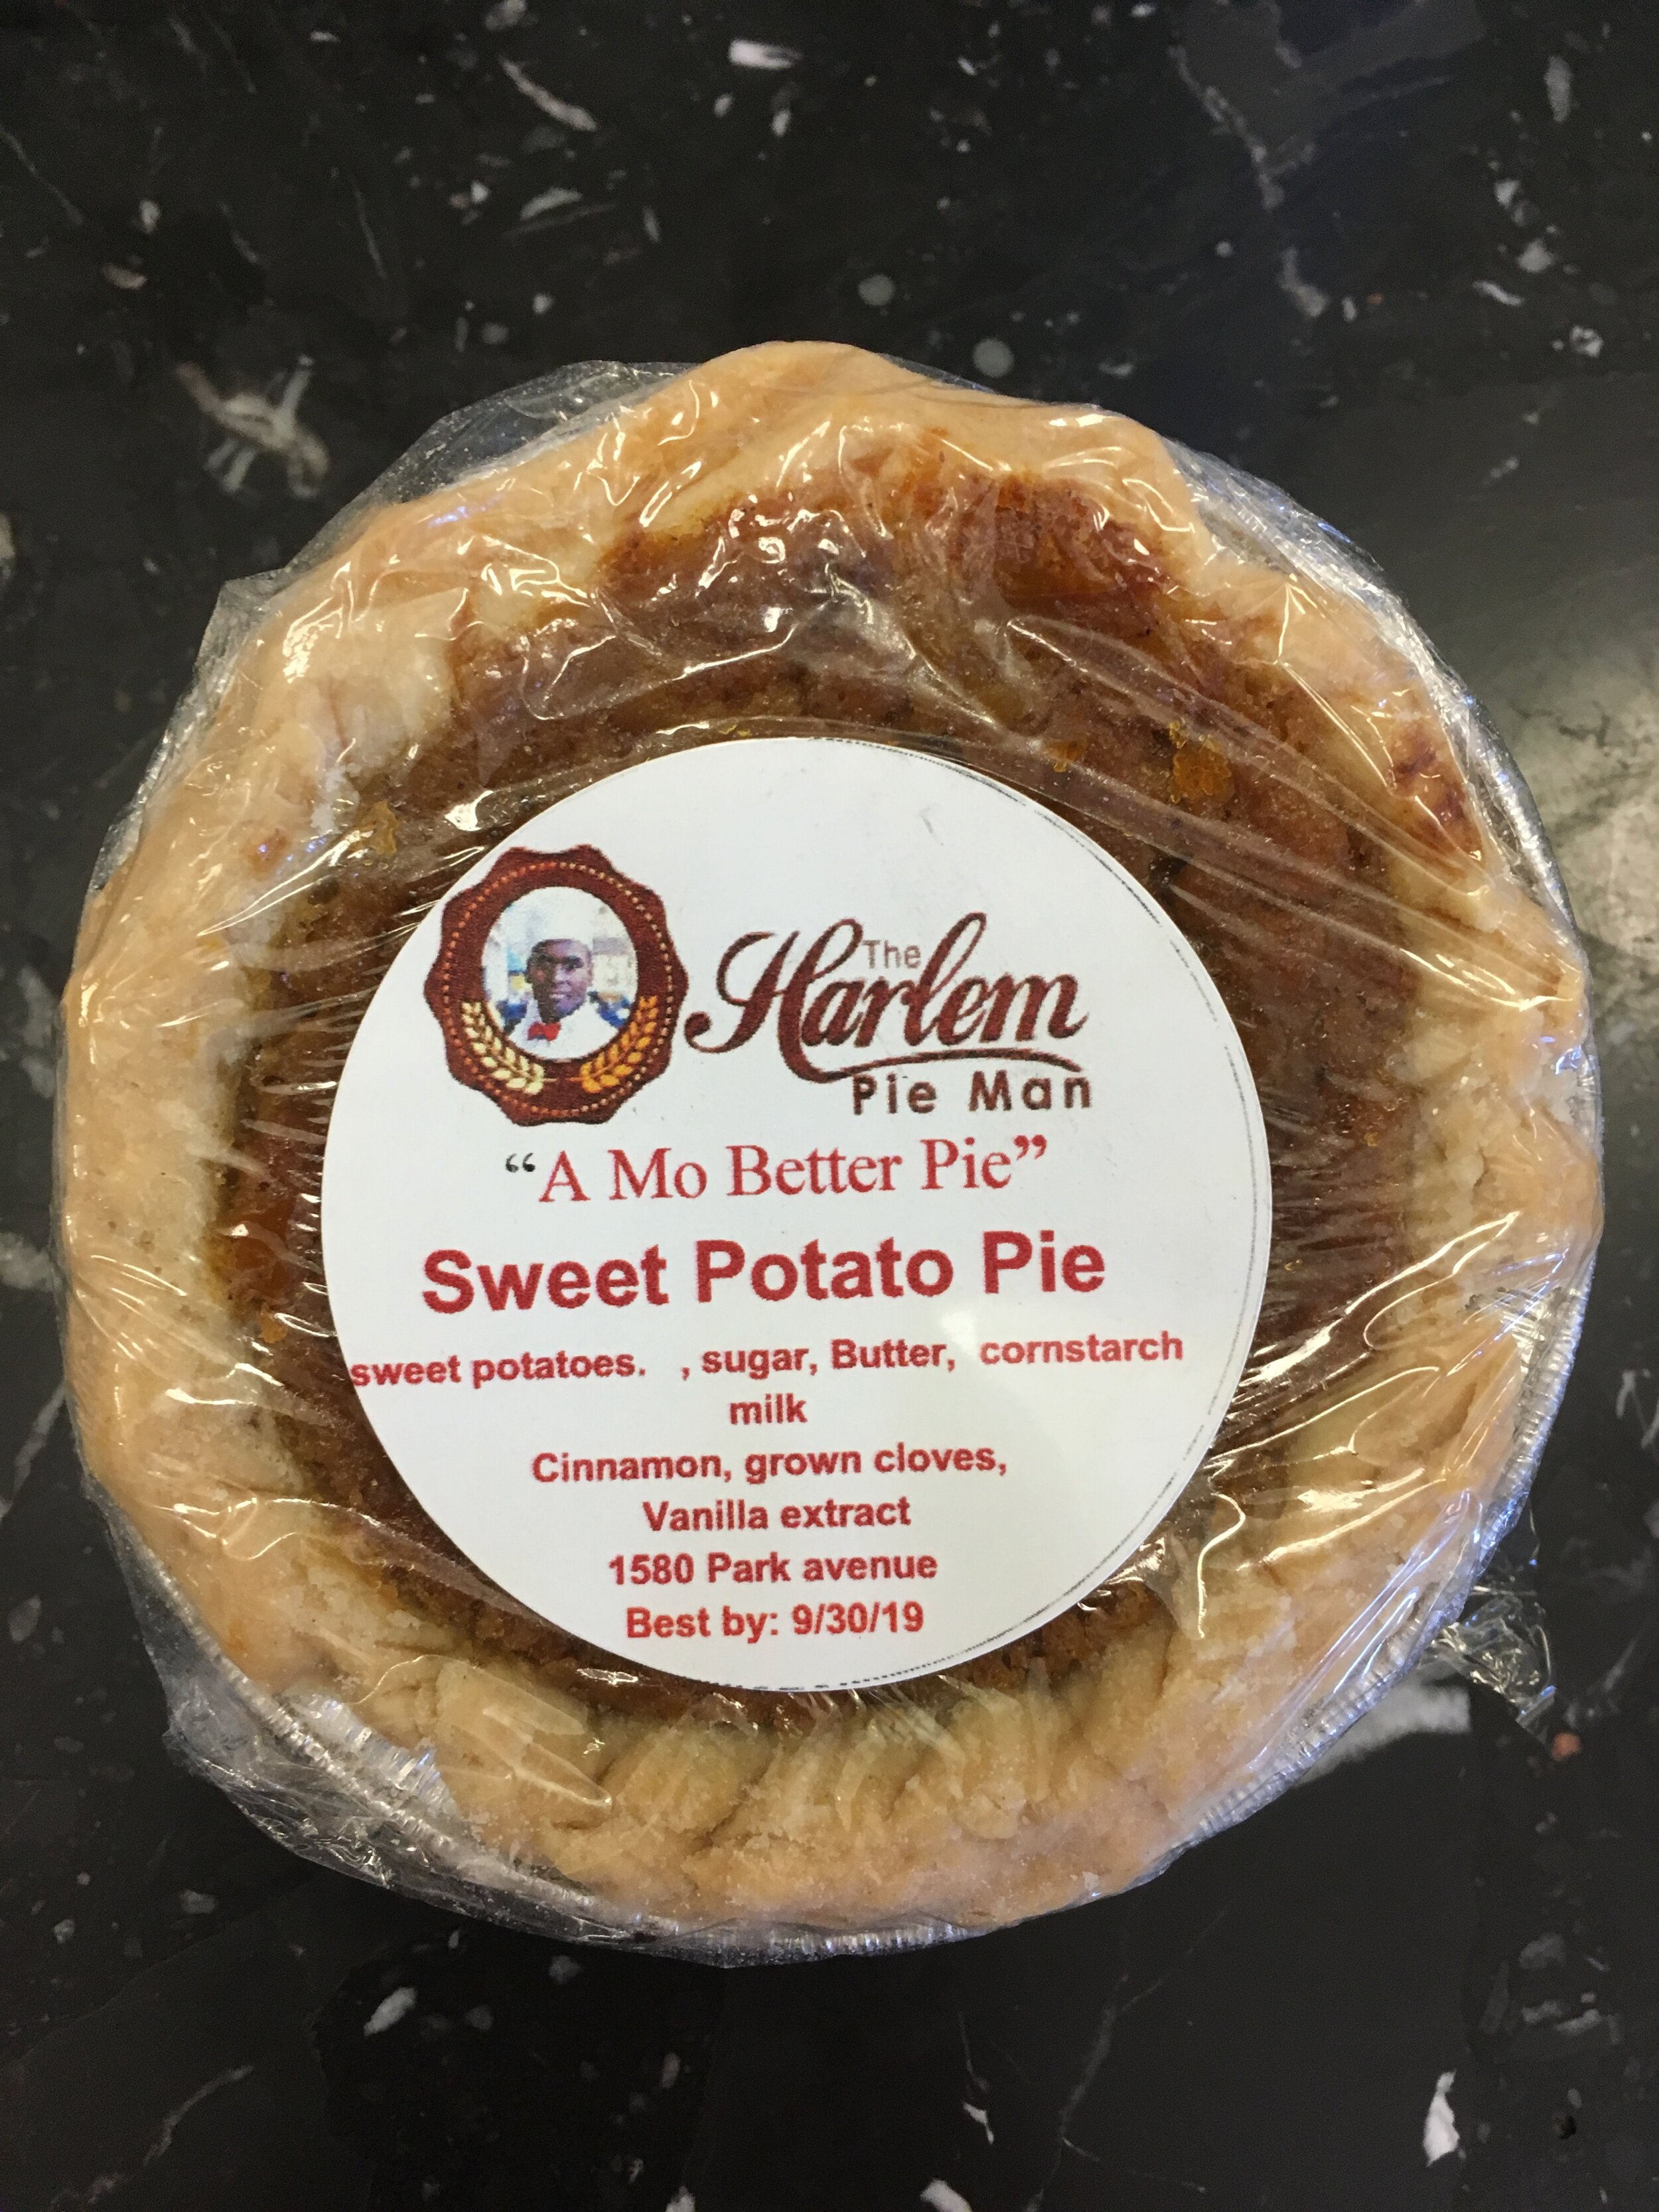 The
Harlem
Pie Man
“A Mo Better Pie”
Sweet Potato Pie
sweet potatoes. , sugar, Butter, cornstarch
milk
Cinnamon, grown cloves,
Vanilla extract
1580 Park avenue
Best by: 9/30/19